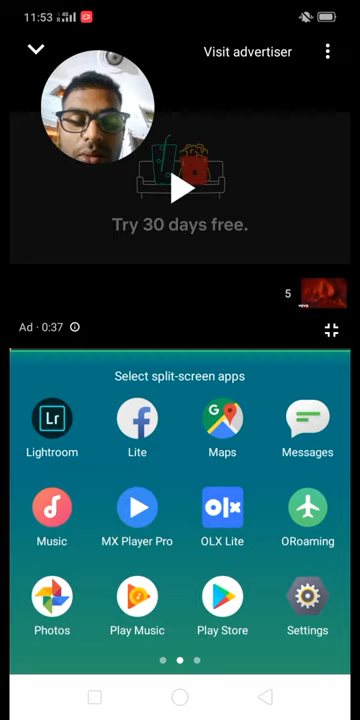 11:53
Visit advertiser
Try 30 days free.
5
Ad · 0:37
Select split-screen apps
Lr
Lightroom
Lite
Maps
Messages
Music
MX Player Pro
olx
OLX Lite
ORoaming
Photos
Play Music
Play Store
Settings